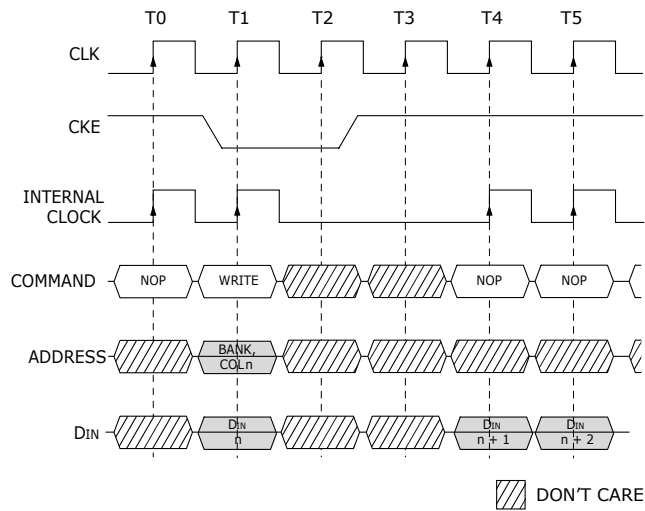 T0 T1 T2 T3 T4 T5
CLK
CKE
INTERNAL
CLOCK
COMMAND NOP WRITE NOP NOP
ADDRESS BANK,
COLn
DIN DIN
n DIN
n + 1 DIN
n + 2
DON'T CARE